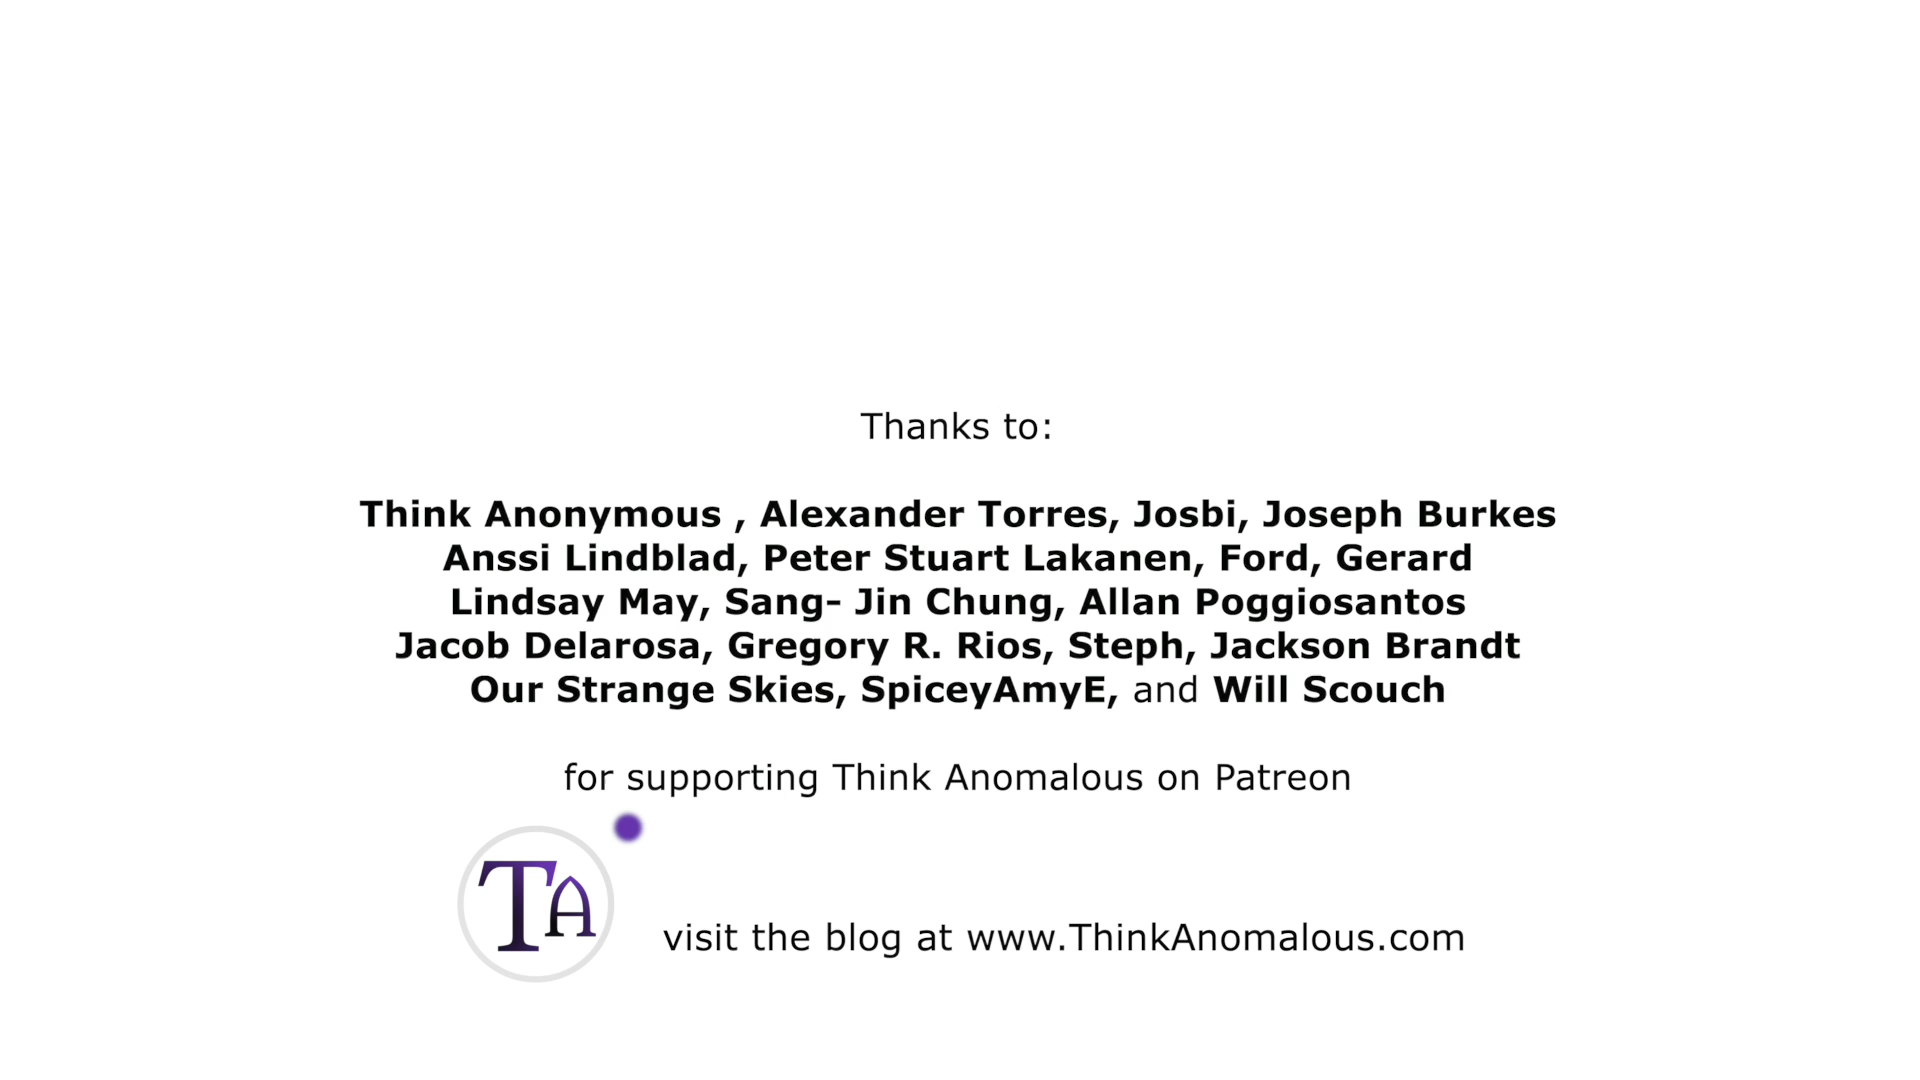 Thanks to:
Think Anonymous , Alexander Torres, Josbi, Joseph Burkes
Anssi Lindblad, Peter Stuart Lakanen, Ford, Gerard
Lindsay May, Sang- Jin Chung, Allan Poggiosantos
Jacob Delarosa, Gregory R. Rios, Steph, Jackson Brandt
Our Strange Skies, SpiceyAmyE, and Will Scouch
for supporting Think Anomalous on Patreon
TA
visit the blog at www.ThinkAnomalous.com